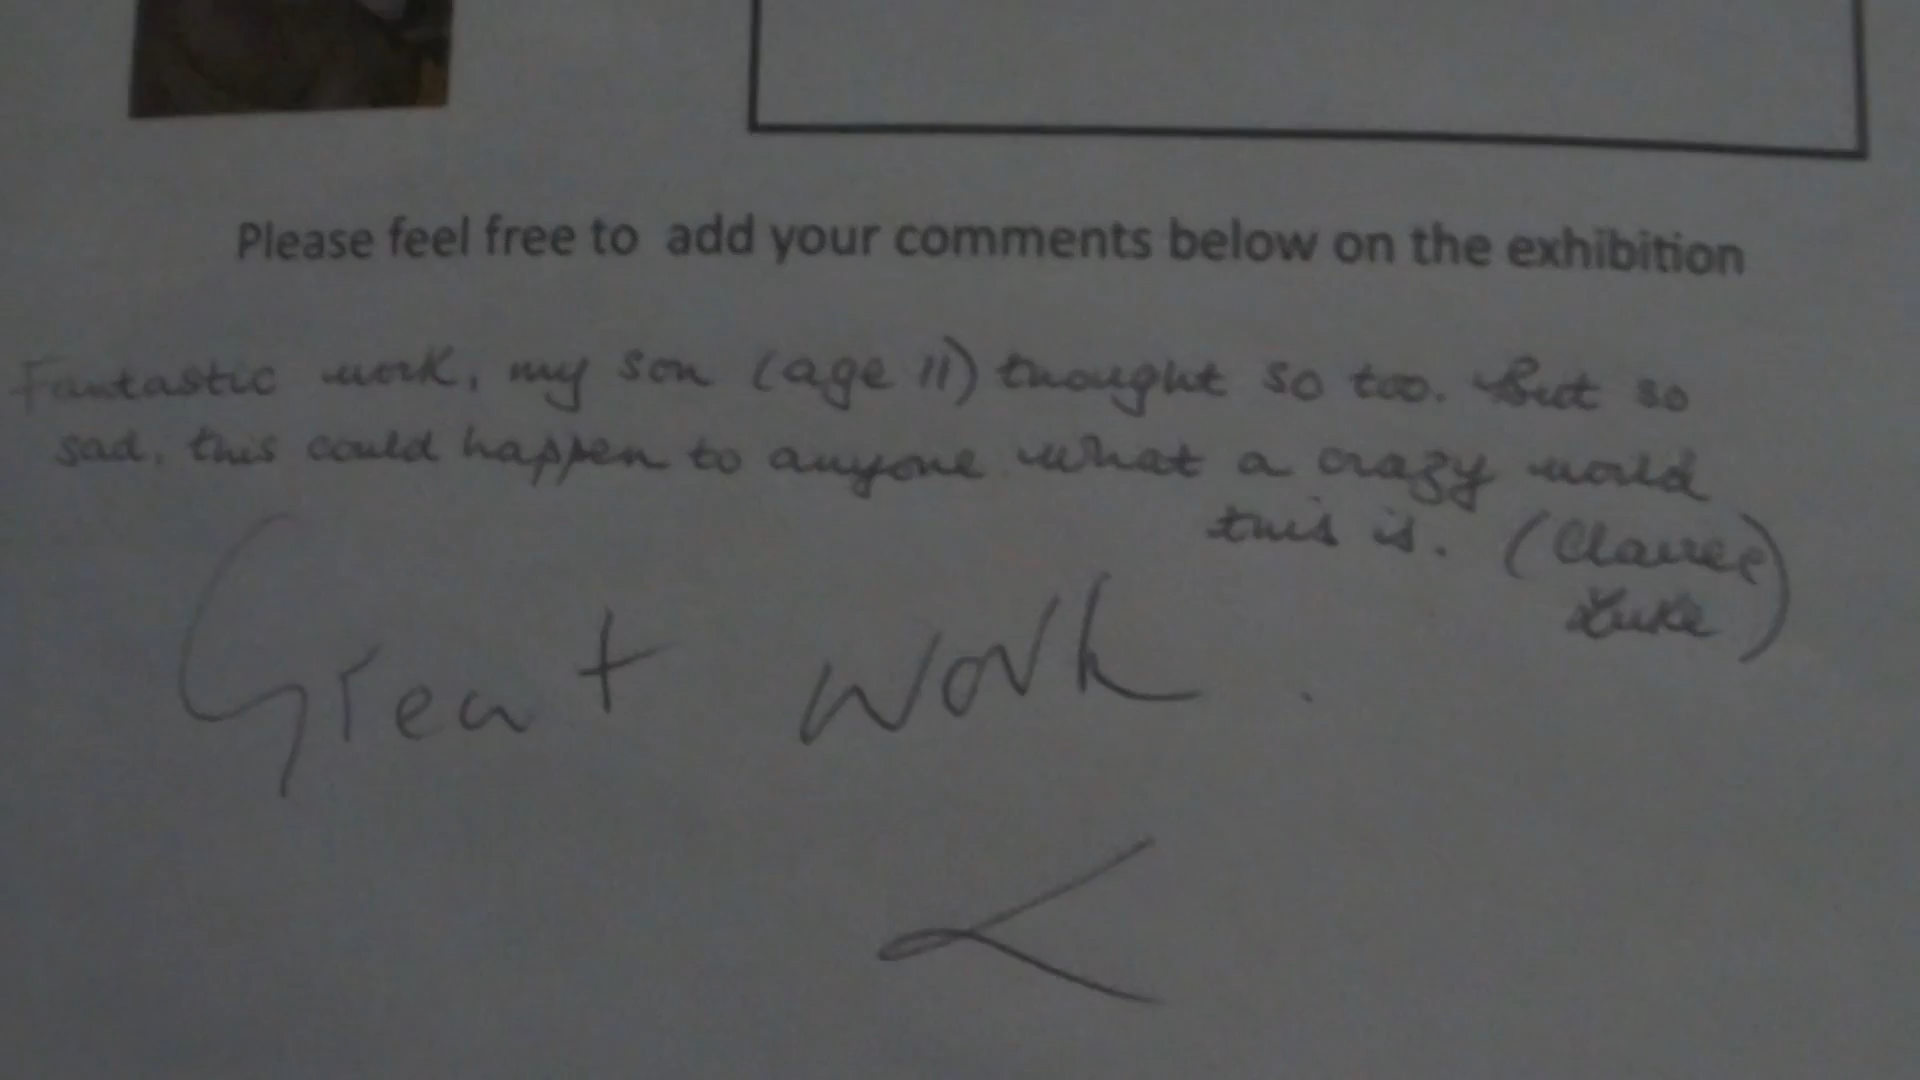 Please feel free to add your comments below on the exhibition
Fantastic work, my son (age 11) thought so too. But so
sad, this could happen to anyone what a crazy world
this is. (Claire
Luke)
Great work.